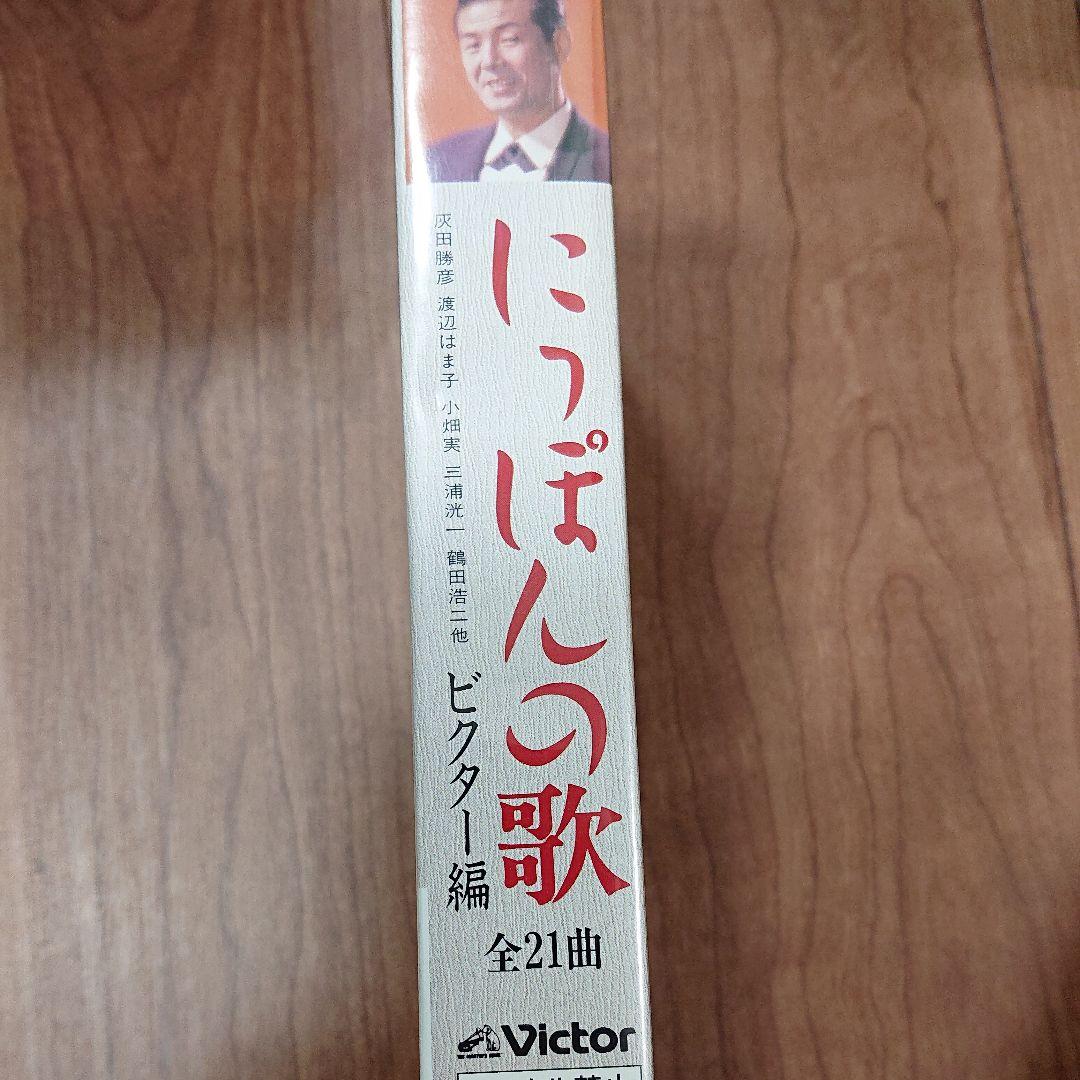 にっぽんの歌
灰田勝彦 渡辺はま子 小畑実 三浦洸一 鶴田浩二他
ビクター編
全21曲
Victor